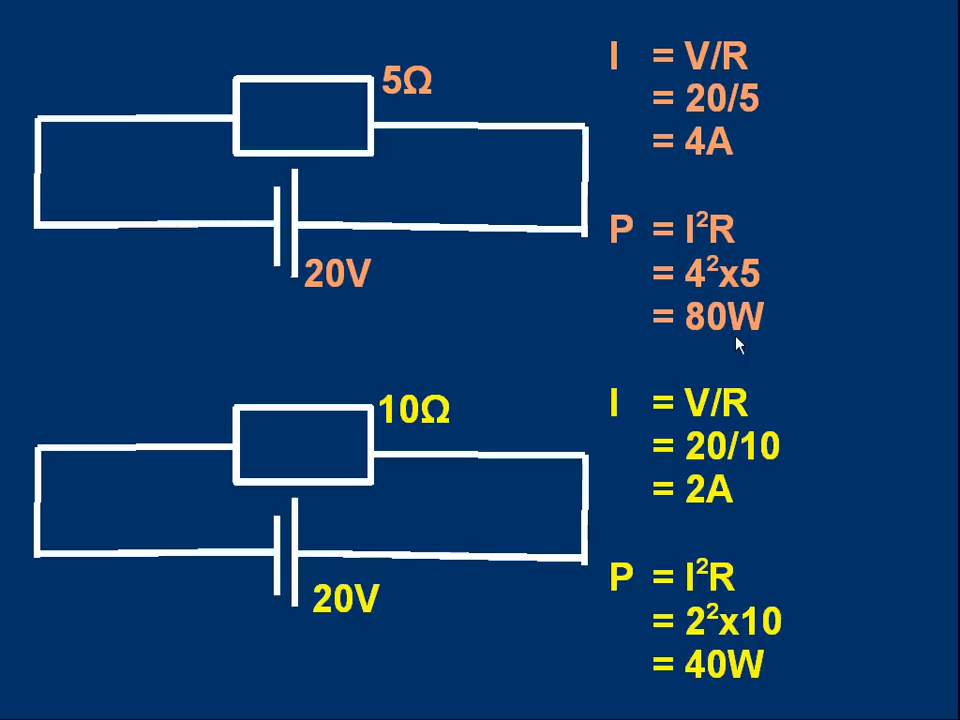 5Ω
20V
I = V/R
= 20/5
= 4A
P = I²R
= 4²x5
= 80W
10Ω
20V
I = V/R
= 20/10
= 2A
P = I²R
= 2²x10
= 40W